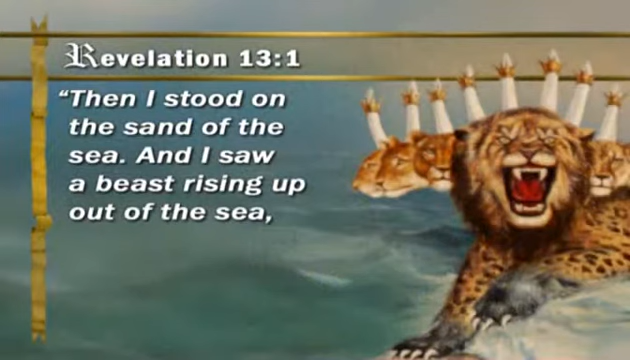 Revelation 13:1
“Then I stood on
the sand of the
sea. And I saw
a beast rising up
out of the sea,